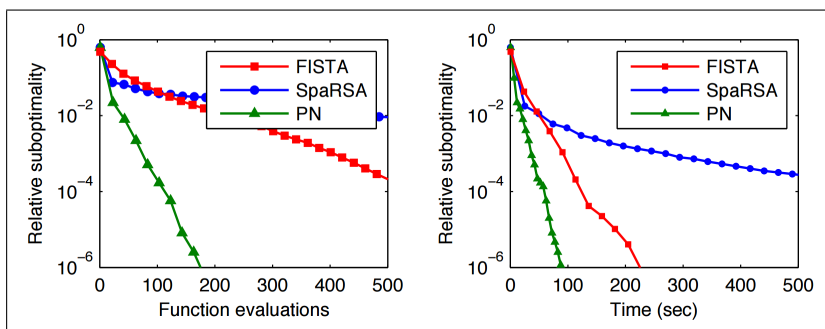 10^0
10^−2
10^−4
10^−6
Relative suboptimality
FISTA
SpaRSA
PN
0 100 200 300 400 500
Function evaluations
10^0
10^−2
10^−4
10^−6
Relative suboptimality
FISTA
SpaRSA
PN
0 100 200 300 400 500
Time (sec)